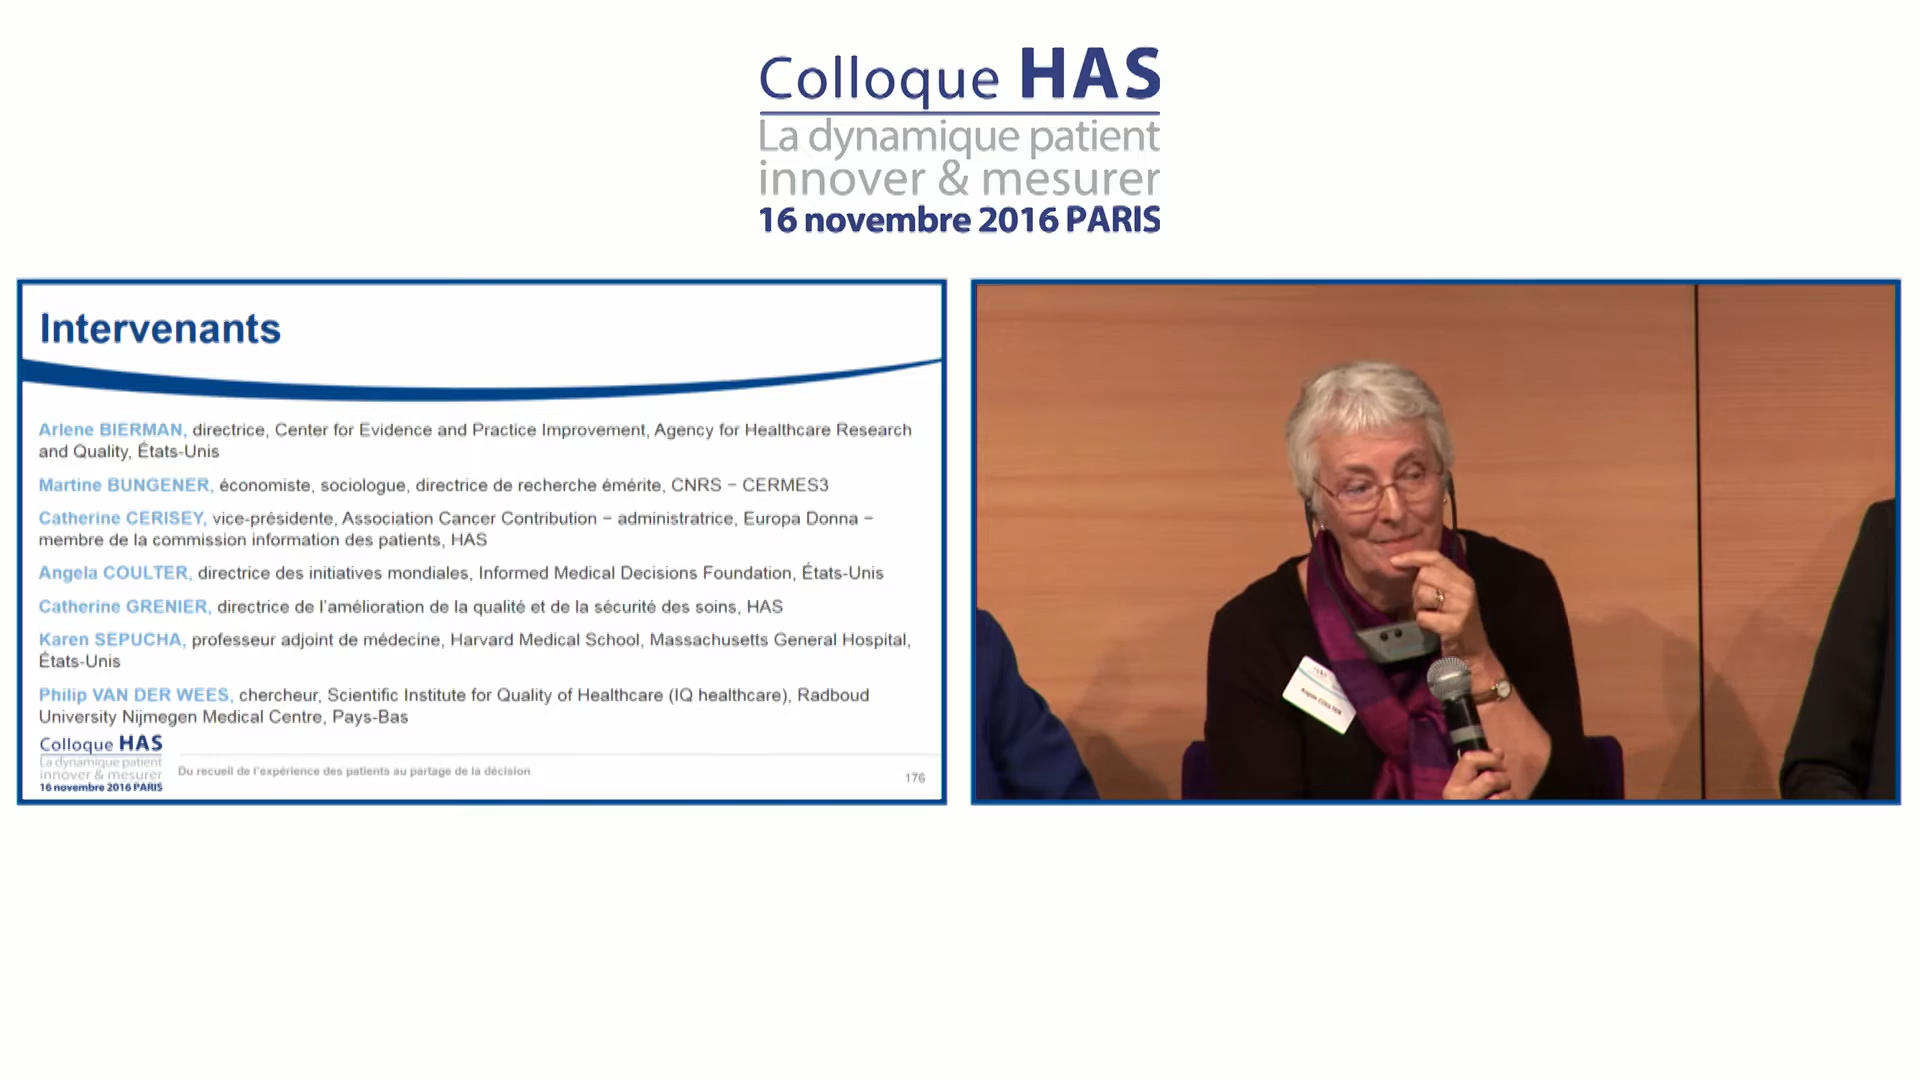 Colloque HAS
La dynamique patient
innover & mesurer
16 novembre 2016 PARIS
Intervenants
Arlene BIERMAN, directrice, Center for Evidence and Practice Improvement, Agency for Healthcare Research
and Quality, États-Unis
Martine BUNGENER, économiste, sociologue, directrice de recherche émérite, CNRS – CERMES3
Catherine CERISEY, vice-présidente, Association Cancer Contribution – administratrice, Europa Donna –
membre de la commission information des patients, HAS
Angela COULTER, directrice des initiatives mondiales, Informed Medical Decisions Foundation, États-Unis
Catherine GRENIER, directrice de l'amélioration de la qualité et de la sécurité des soins, HAS
Karen SEPUCHA, professeur adjoint de médecine, Harvard Medical School, Massachusetts General Hospital,
États-Unis
Philip VAN DER WEES, chercheur, Scientific Institute for Quality of Healthcare (IQ healthcare), Radboud
University Nijmegen Medical Centre, Pays-Bas
Colloque HAS
La dynamique patient
innover & mesurer
16 novembre 2016 PARIS
Du recueil de l'expérience des patients au partage de la décision
176
HAS
Angela COULTER